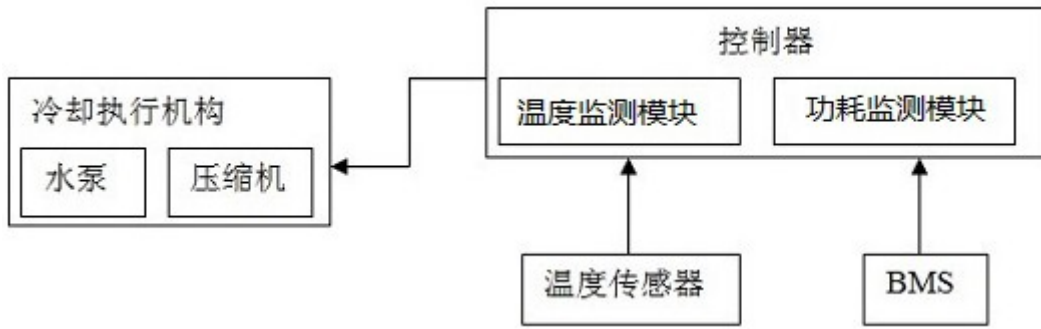 控制器
温度监测模块
功耗监测模块
冷却执行机构
水泵
压缩机
温度传感器
BMS